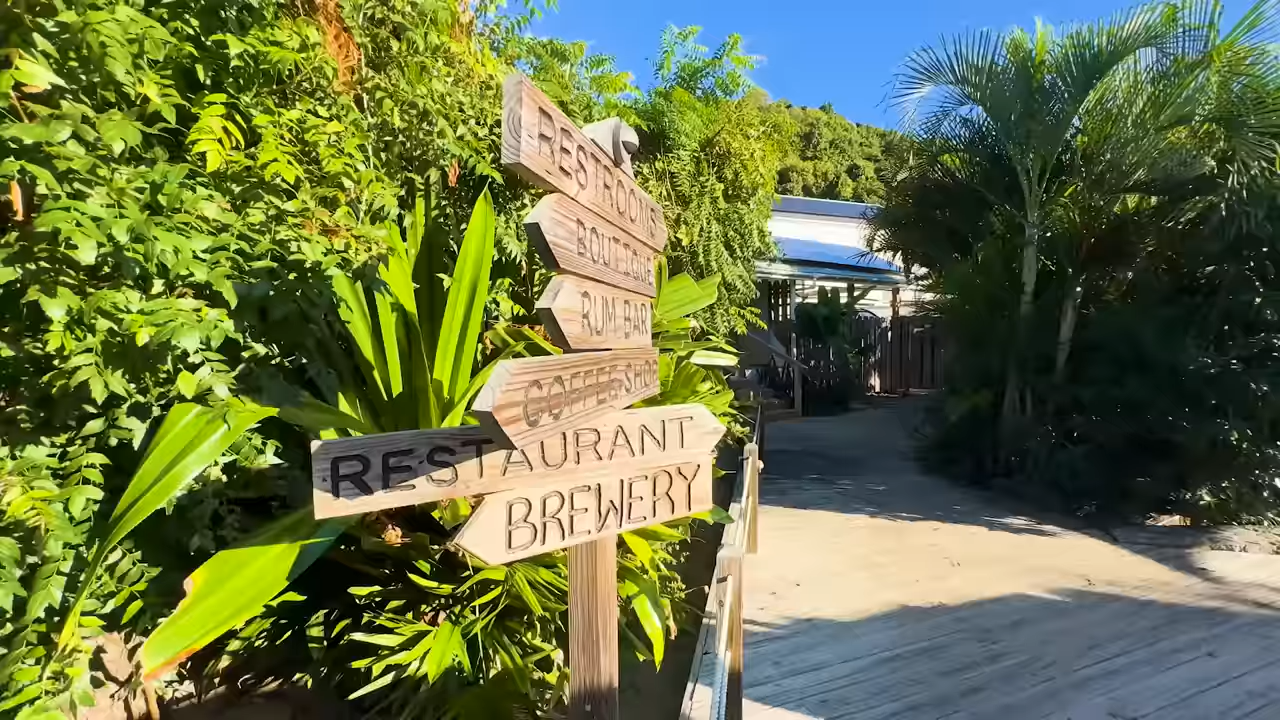 RESTROOMS
BOUTIQUE
RUM BAR
COFFEE SHOP
RESTAURANT
BREWERY